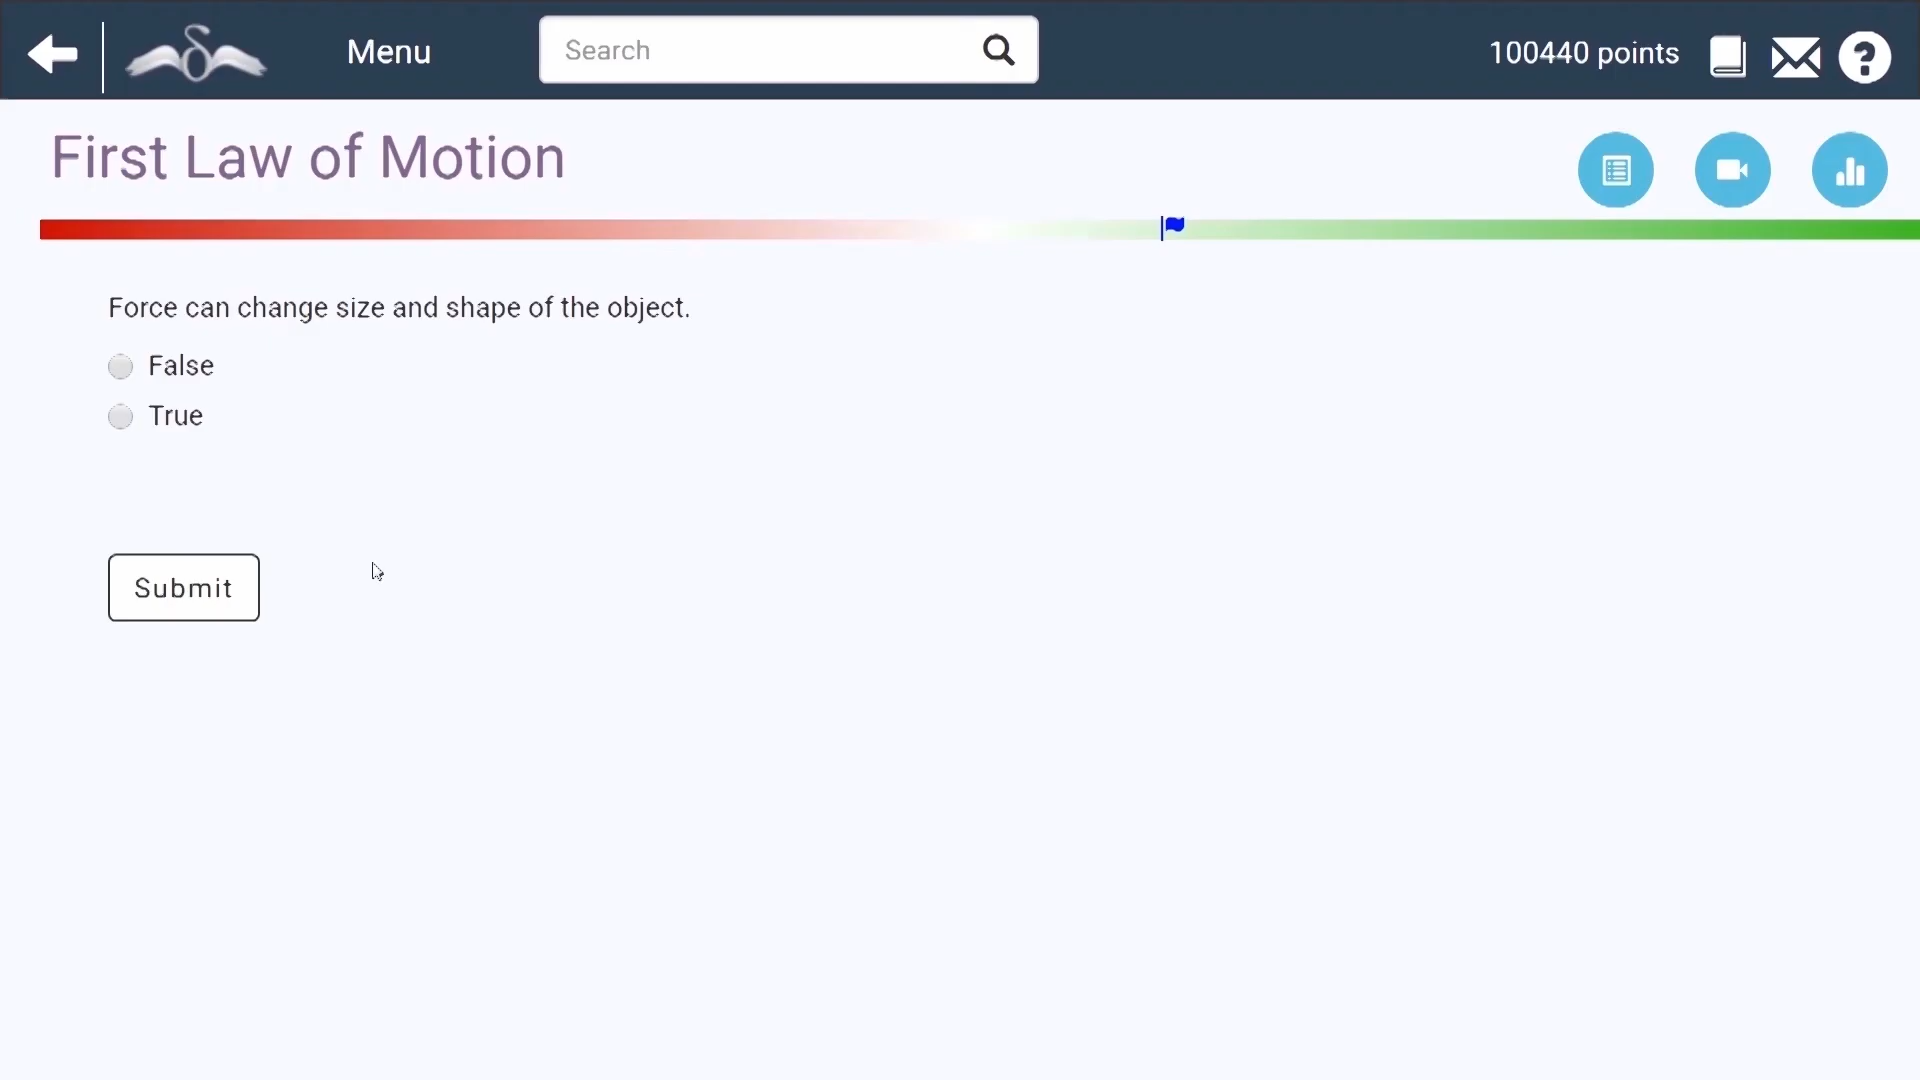 Menu
Search
100440 points
First Law of Motion
Force can change size and shape of the object.
False
True
Submit